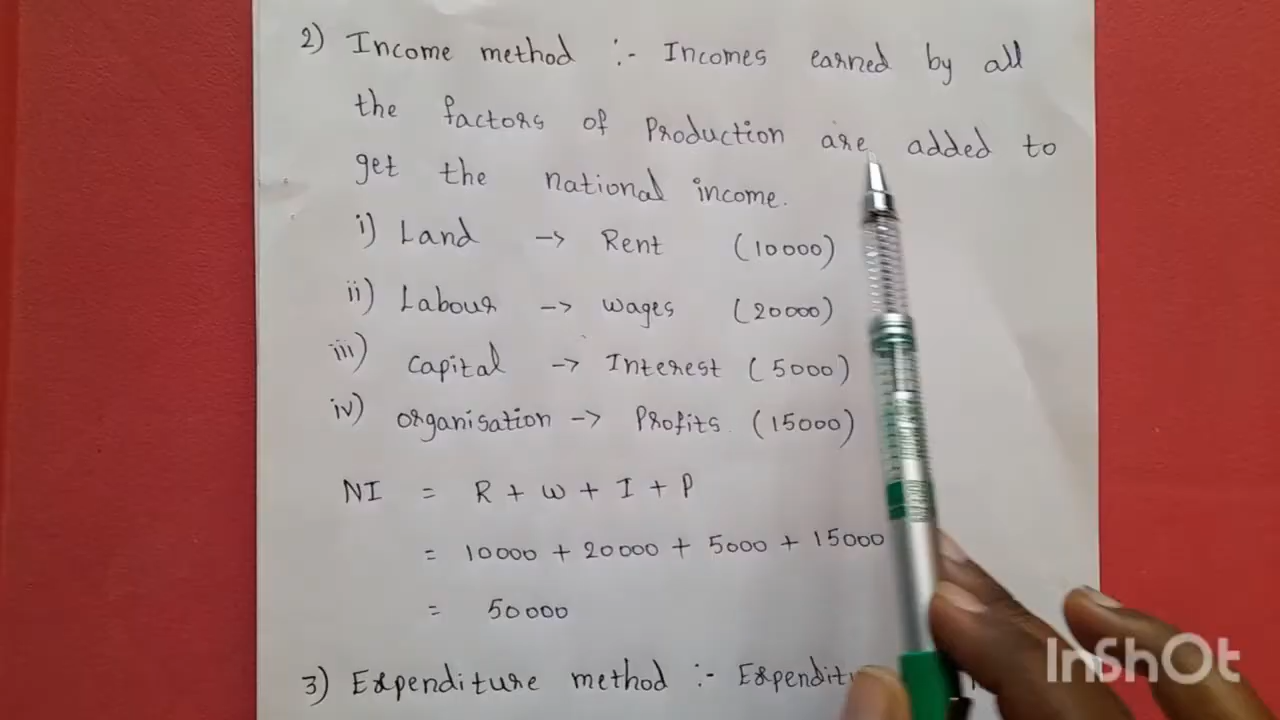 2) Income method :- Incomes earned by all
the factors of Production are added to
get the national income.
i) Land -> Rent (10000)
ii) Labour -> wages (20000)
iii) Capital -> Interest (5000)
iv) Organisation -> Profits. (15000)
NI = R + W + I + P
= 10000 + 20000 + 5000 + 15000
= 50000
3) Expenditure method :-
InShOt